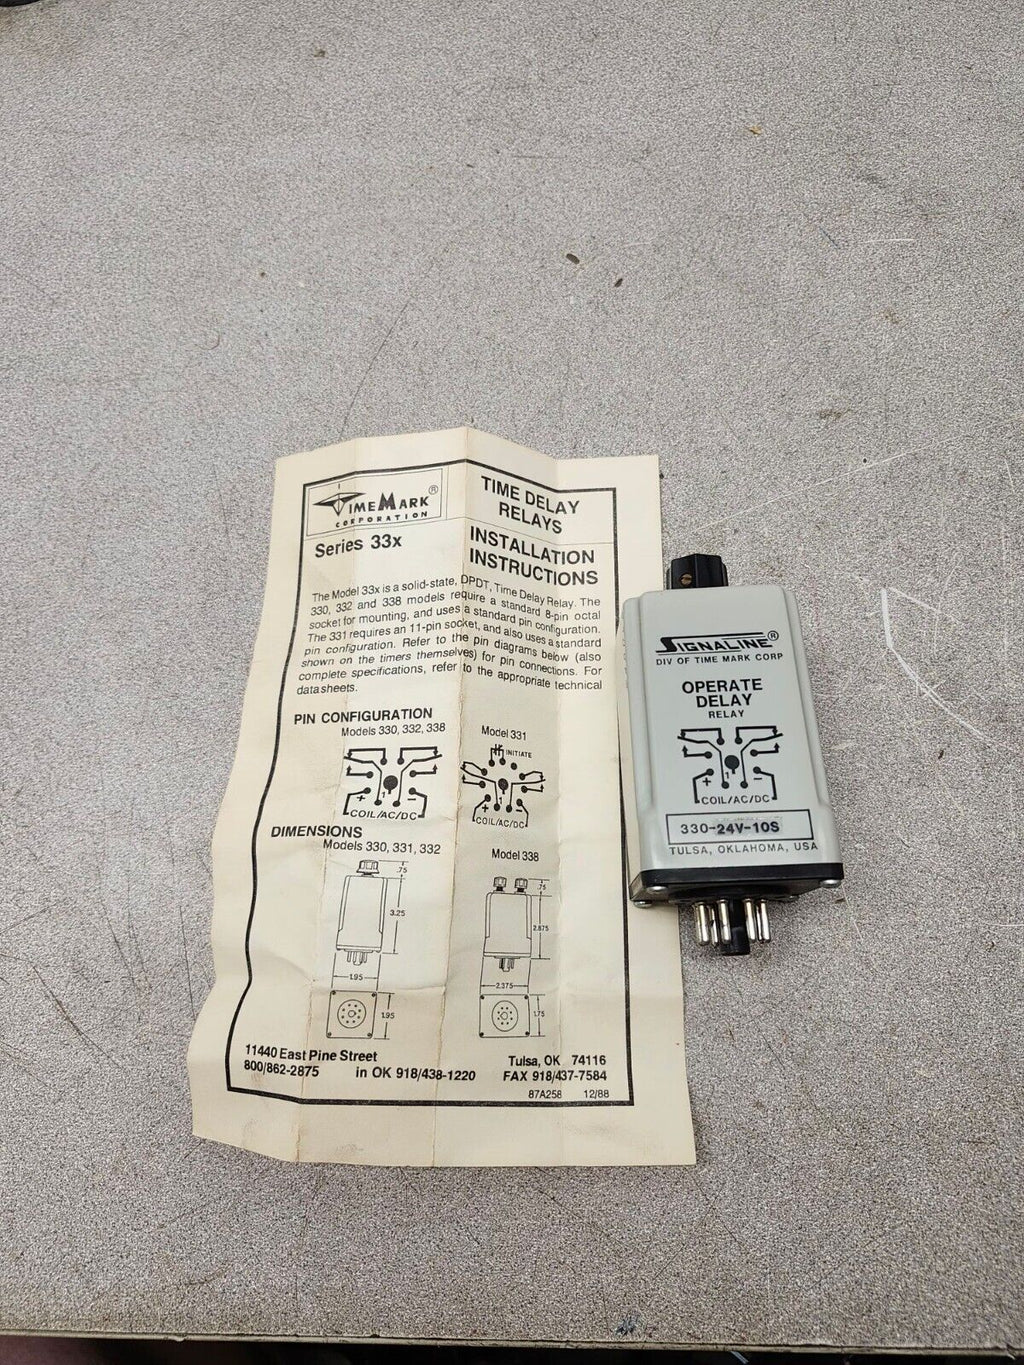 TIMEMARK®
CORPORATION
TIME DELAY
RELAYS
Series 33x
INSTALLATION
INSTRUCTIONS
The Model 33x is a solid-state, DPDT, Time Delay Relay. The
330, 332 and 338 models require a standard 8-pin octal
socket for mounting, and uses a standard pin configuration.
The 331 requires an 11-pin socket, and also uses a standard
pin configuration. Refer to the pin diagrams below (also
shown on the timers themselves) for pin connections. For
complete specifications, refer to the appropriate technical
datasheets.
PIN CONFIGURATION
Models 330, 332, 338
Model 331
INITIATE
+ 1 -
COIL/AC/DC
+ 1 -
COIL/AC/DC
DIMENSIONS
Models 330, 331, 332
Model 338
.75
3.25
1.95
1.95
.75
2.875
2.375
1.75
11440 East Pine Street
Tulsa, OK 74116
800/862-2875 in OK 918/438-1220 FAX 918/437-7584
87A258 12/88
SIGNALINE®
DIV OF TIME MARK CORP
OPERATE
DELAY
RELAY
+ 1 -
COIL/AC/DC
330-24V-10S
TULSA, OKLAHOMA, USA